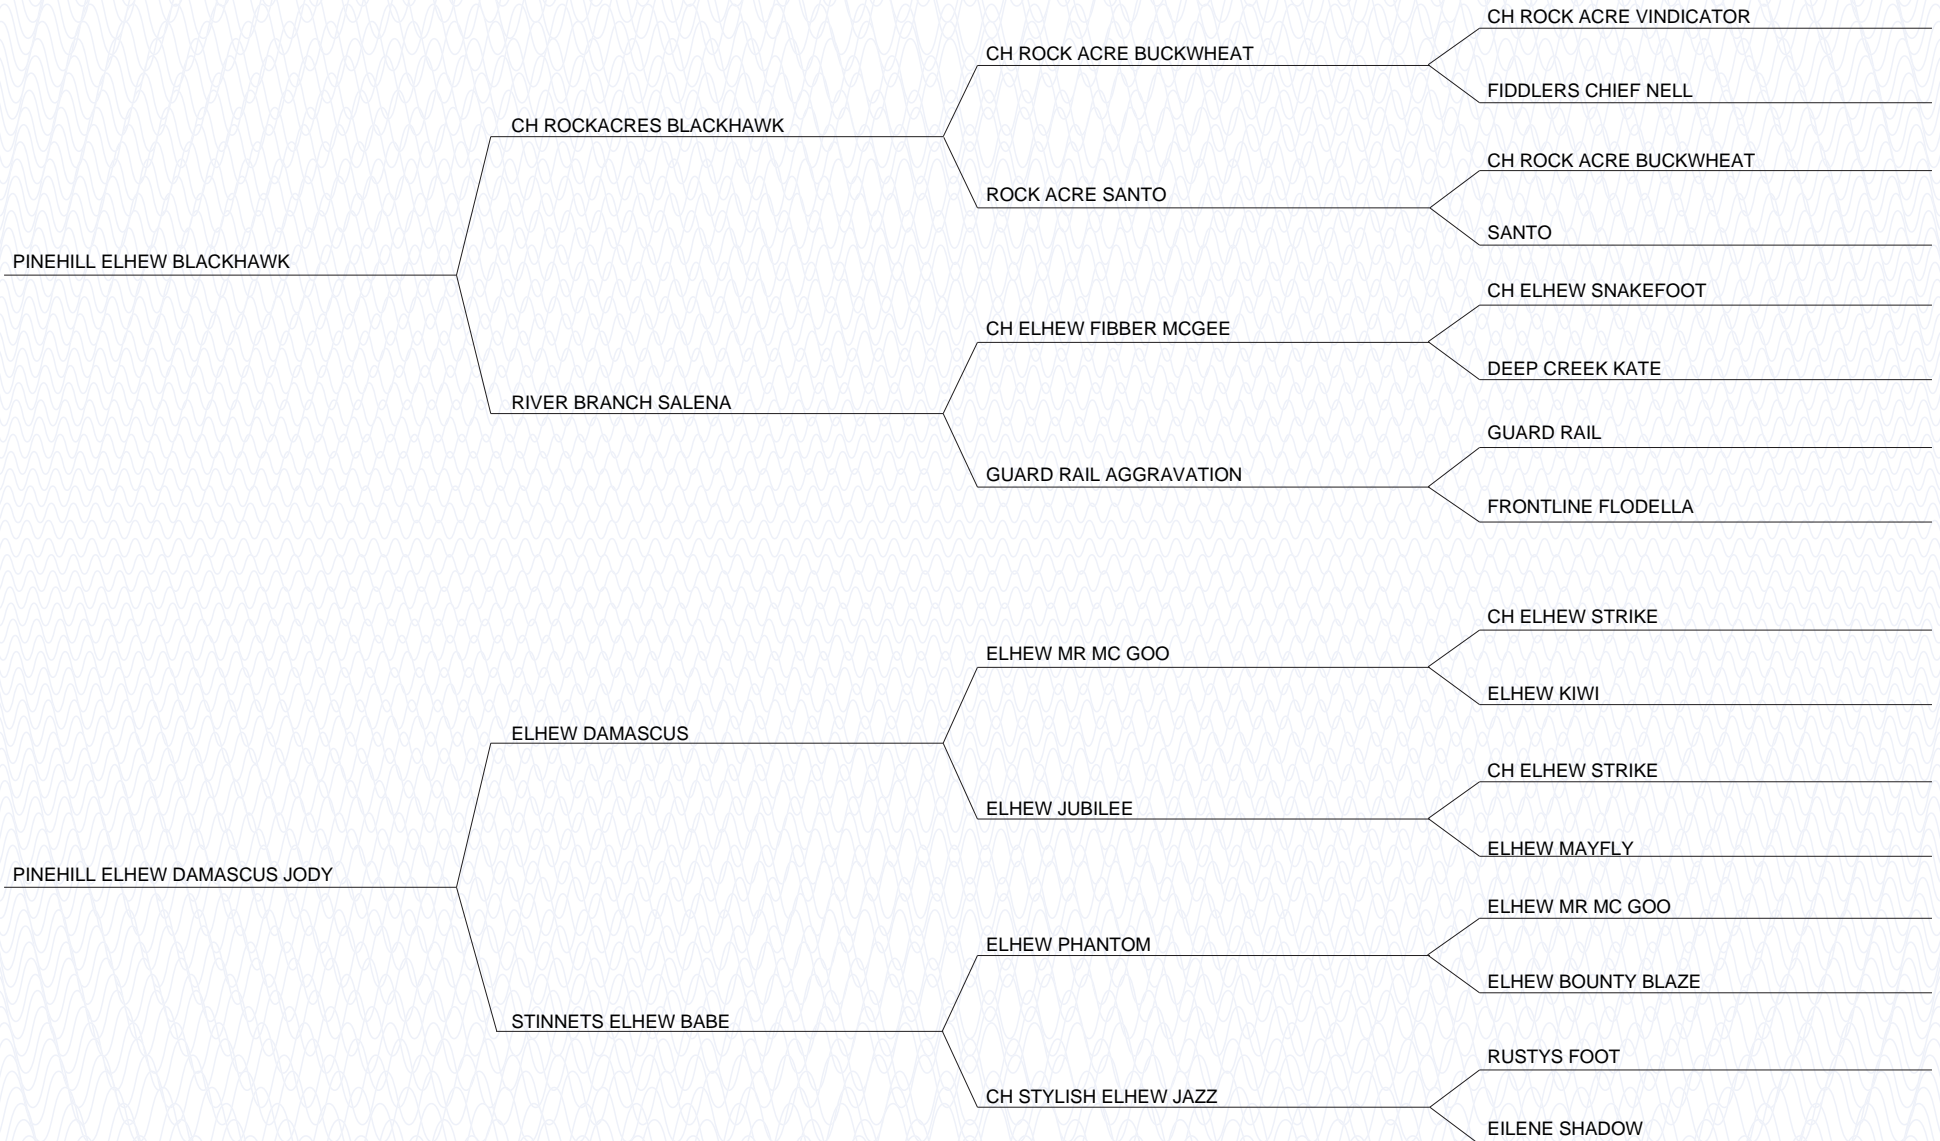 CH ROCK ACRE VINDICATOR
CH ROCK ACRE BUCKWHEAT
FIDDLERS CHIEF NELL
CH ROCKACRES BLACKHAWK
CH ROCK ACRE BUCKWHEAT
ROCK ACRE SANTO
SANTO
PINEHILL ELHEW BLACKHAWK
CH ELHEW SNAKEFOOT
CH ELHEW FIBBER MCGEE
DEEP CREEK KATE
RIVER BRANCH SALENA
GUARD RAIL
GUARD RAIL AGGRAVATION
FRONTLINE FLODELLA
CH ELHEW STRIKE
ELHEW MR MC GOO
ELHEW KIWI
ELHEW DAMASCUS
CH ELHEW STRIKE
ELHEW JUBILEE
ELHEW MAYFLY
PINEHILL ELHEW DAMASCUS JODY
ELHEW MR MC GOO
ELHEW PHANTOM
ELHEW BOUNTY BLAZE
STINNETS ELHEW BABE
RUSTYS FOOT
CH STYLISH ELHEW JAZZ
EILENE SHADOW